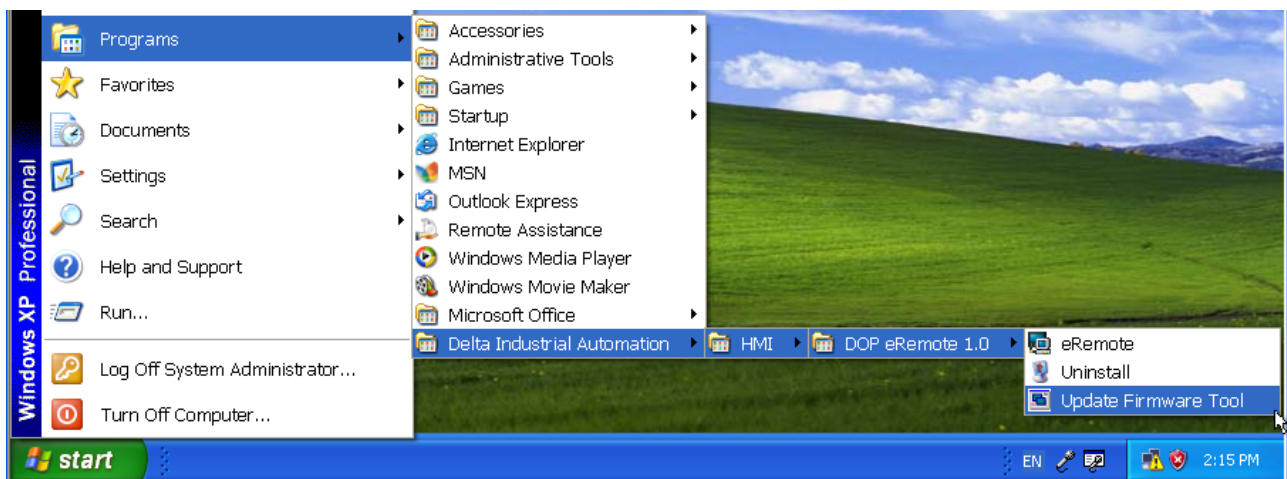 Windows XP Professional
Programs
Favorites
Documents
Settings
Search
Help and Support
Run...
Log Off System Administrator...
Turn Off Computer...
Accessories
Administrative Tools
Games
Startup
Internet Explorer
MSN
Outlook Express
Remote Assistance
Windows Media Player
Windows Movie Maker
Microsoft Office
Delta Industrial Automation
HMI
DOP eRemote 1.0
eRemote
Uninstall
Update Firmware Tool
start
EN
2:15 PM